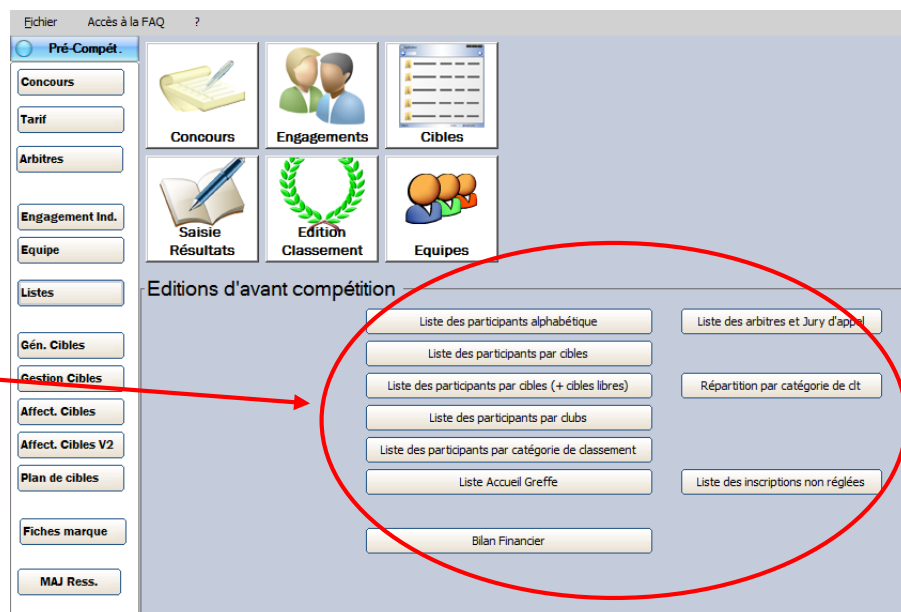 Fichier Accès à la FAQ ?
Pré-Compét.
Concours
Tarif
Arbitres
Engagement Ind.
Equipe
Listes
Gén. Cibles
Gestion Cibles
Affect. Cibles
Affect. Cibles V2
Plan de cibles
Fiches marque
MAJ Ress.
Concours Engagements Cibles
Saisie Résultats
Edition Classement
Equipes
Editions d'avant compétition
Liste des participants alphabétique
Liste des participants par cibles
Liste des participants par cibles (+ cibles libres)
Liste des participants par clubs
Liste des participants par catégorie de classement
Liste Accueil Greffe
Bilan Financier
Liste des arbitres et Jury d'appel
Répartition par catégorie de clt
Liste des inscriptions non réglées